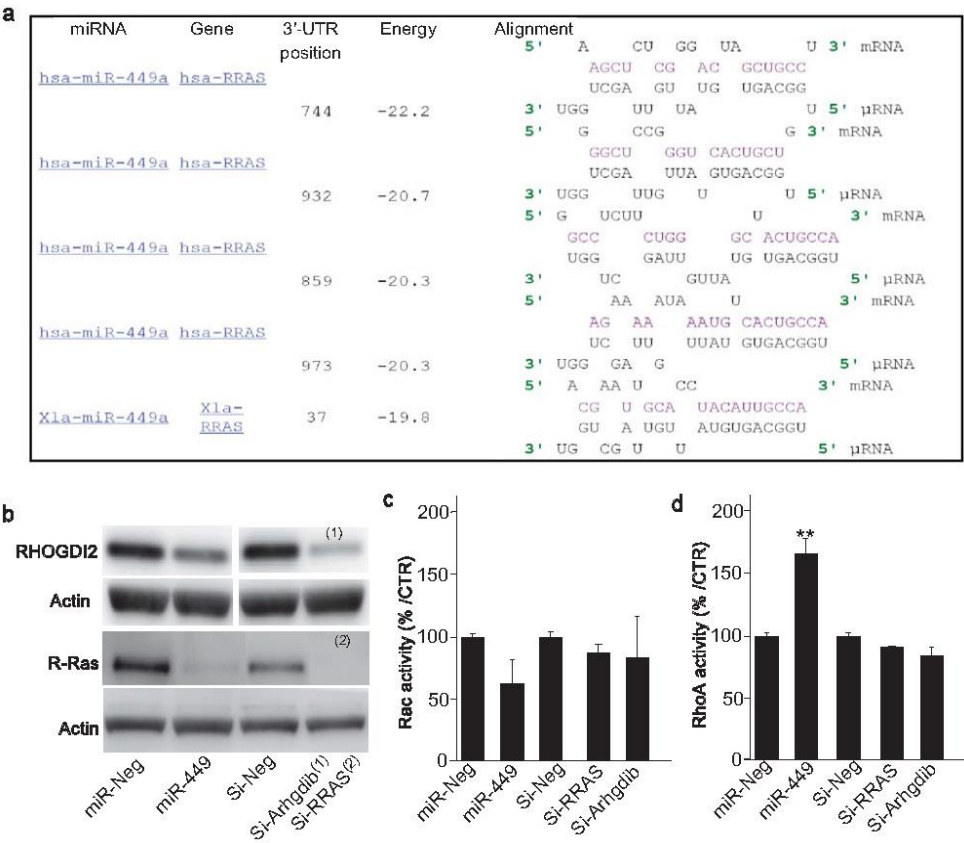 a
miRNA Gene 3'-UTR position Energy Alignment
5' A CU GG UA U 3' mRNA
hsa-miR-449a hsa-RRAS AGCU CG AC GCUGCC
UCGA GU UG UGACGG
744 -22.2 3' UGG UUU UA U 5' µRNA
5' G CCG G 3' mRNA
hsa-miR-449a hsa-RRAS GGCU GGU CACUGCU
UCGA UUA GUGACGG
932 -20.7 3' UGG UUG U U 5' µRNA
5' G UCUU U 3' mRNA
hsa-miR-449a hsa-RRAS GCC CUGG GC ACUGCCA
UGG GAUU UG UGACGGU
859 -20.3 3' UC GUUA 5' µRNA
5' AA AUA U 3' mRNA
hsa-miR-449a hsa-RRAS AG AA AAUG CACUGCCA
UC UU UUAU GUGACGGU
973 -20.3 3' UGG GA G 5' µRNA
5' A AA U CC 3' mRNA
Xla-miR-449a Xla-RRAS 37 -19.8 CG U GCA UACAUUGCCA
GU A UGU AUGUGACGGU
3' UG CG U U 5' µRNA
b
(1)
RHOGDI2
Actin
(2)
R-Ras
Actin
miR-Neg miR-449 Si-Neg Si-Arhgdib(1) Si-RRAS(2)
c
Rac activity (% /CTR)
200
150
100
50
0
miR-Neg miR-449 Si-Neg Si-RRAS Si-Arhgdib
d
RhoA activity (% /CTR)
200
150
100
50
0
**
miR-Neg miR-449 Si-Neg Si-RRAS Si-Arhgdib